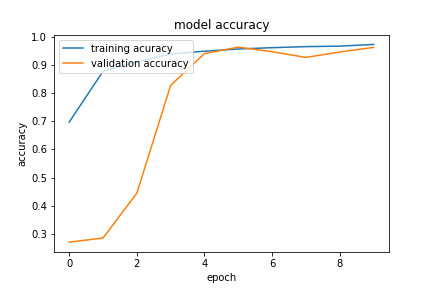 model accuracy
training acuracy
validation accuracy
1.0
0.9
0.8
0.7
0.6
0.5
0.4
0.3
accuracy
0 2 4 6 8
epoch